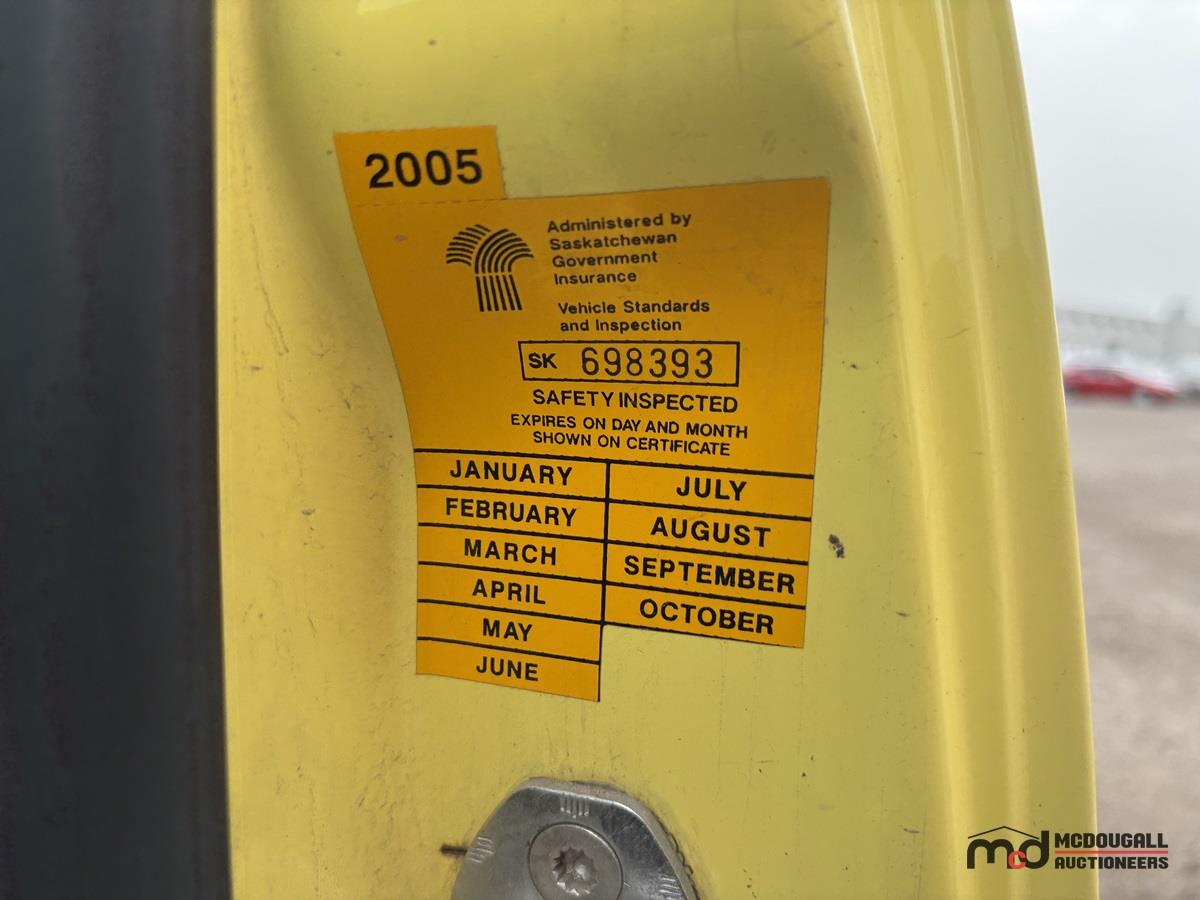 2005
Administered by
Saskatchewan
Government
Insurance
Vehicle Standards
and Inspection
SK 698393
SAFETY INSPECTED
EXPIRES ON DAY AND MONTH
SHOWN ON CERTIFICATE
JANUARY JULY
FEBRUARY AUGUST
MARCH SEPTEMBER
APRIL OCTOBER
MAY
JUNE
mcd MCDOUGALL
AUCTIONEERS